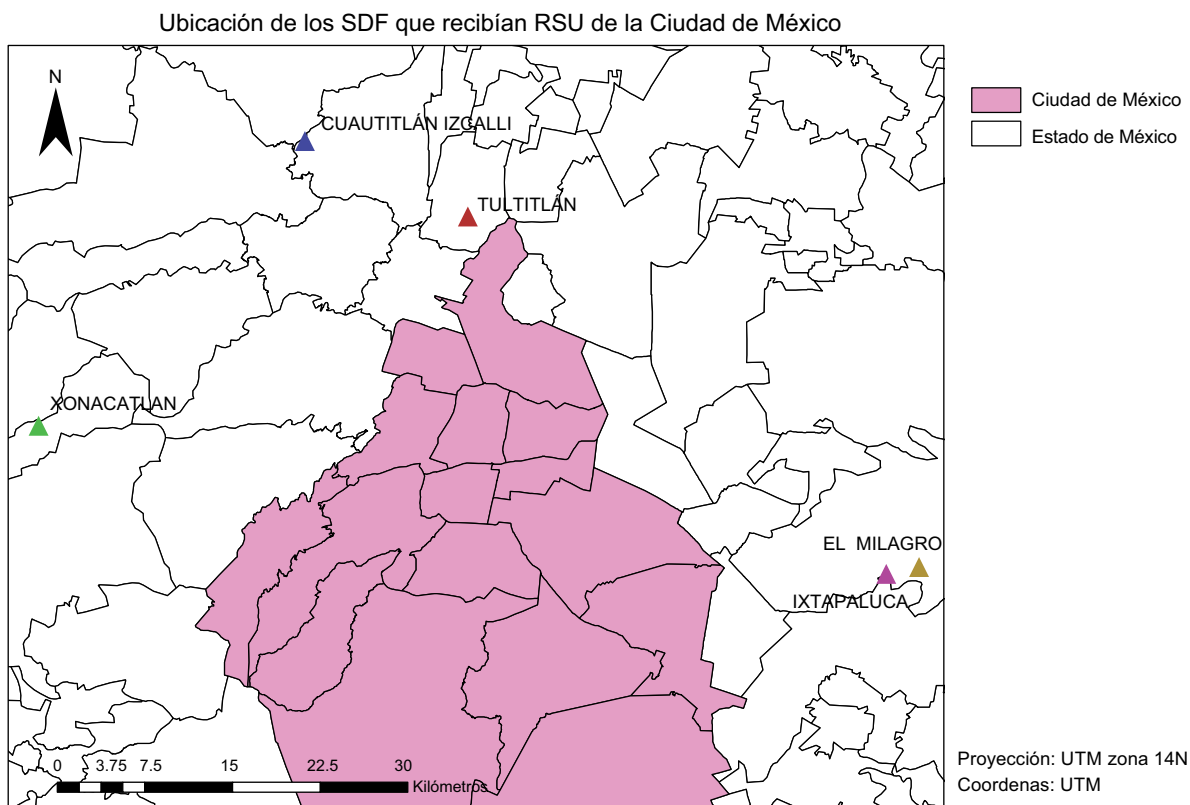 Ubicación de los SDF que recibían RSU de la Ciudad de México
N
CUAUTITLÁN IZCALLI
TULTITLÁN
XONACATLAN
EL MILAGRO
IXTAPALUCA
0 3.75 7.5 15 22.5 30
Kilómetros
Ciudad de México
Estado de México
Proyección: UTM zona 14N
Coordenas: UTM